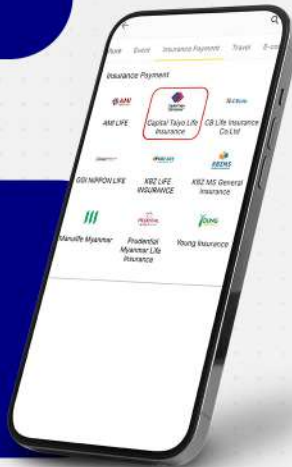 Event Insurance Payment Travel
Insurance Payment
AMI LIFE
Capital Taiyo Life
Insurance
CB Life Insurance
Co.Ltd
GGI NIPPON LIFE
KBZ LIFE
INSURANCE
KBZ MS General
Insurance
Manulife Myanmar
Prudential
Myanmar Life
Insurance
Young Insurance